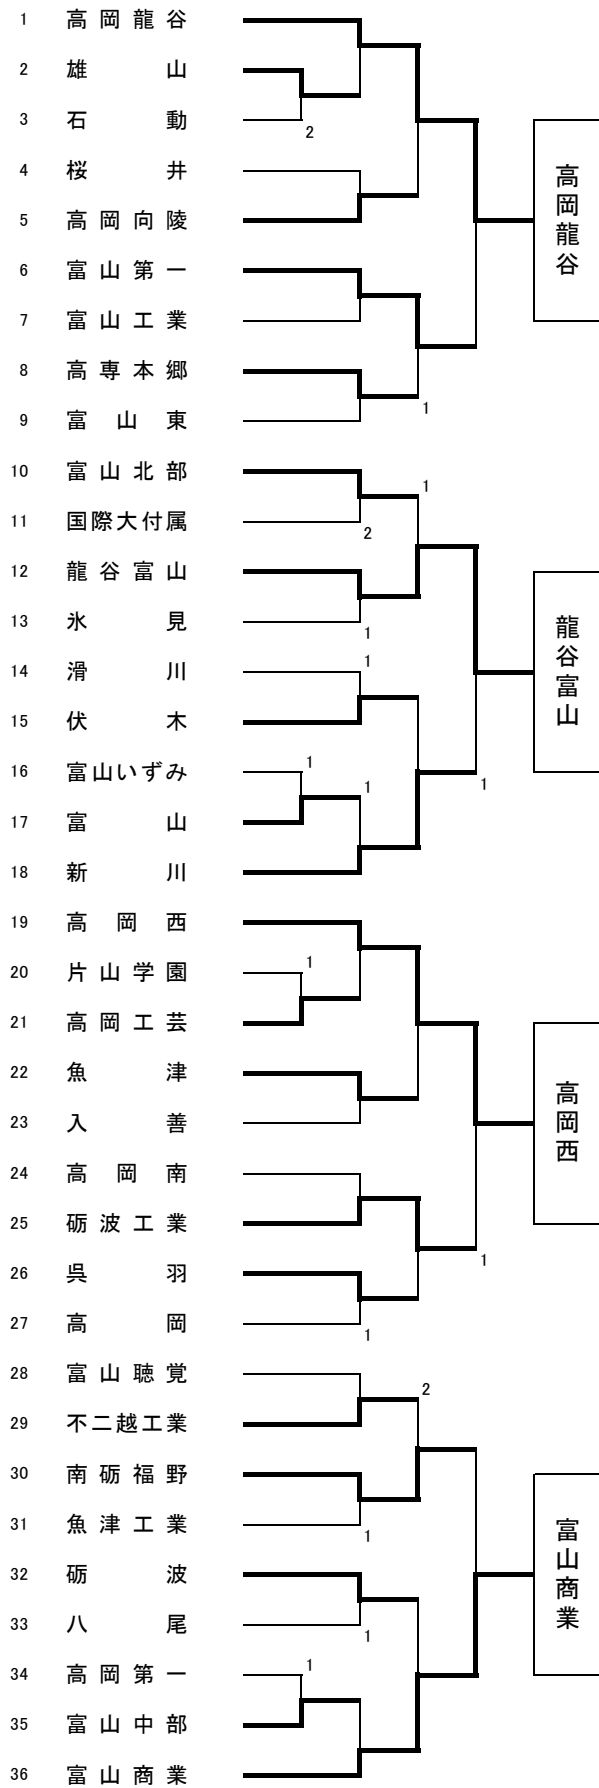 1 高岡龍谷
2 雄山
3 石動
2
4 桜井
5 高岡向陵
6 富山第一
7 富山工業
8 高専本郷
9 富山東
1
高岡龍谷
10 富山北部
1
11 国際大付属
2
12 龍谷富山
13 氷見
1
14 滑川
1
15 伏木
16 富山いずみ
1
17 富山
1
18 新川
1
龍谷富山
19 高岡西
20 片山学園
1
21 高岡工芸
22 魚津
23 入善
24 高岡南
25 砺波工業
26 呉羽
27 高岡
1
1
高岡西
28 富山聴覚
29 不二越工業
2
30 南砺福野
31 魚津工業
1
32 砺波
33 八尾
1
34 高岡第一
1
35 富山中部
36 富山商業
富山商業